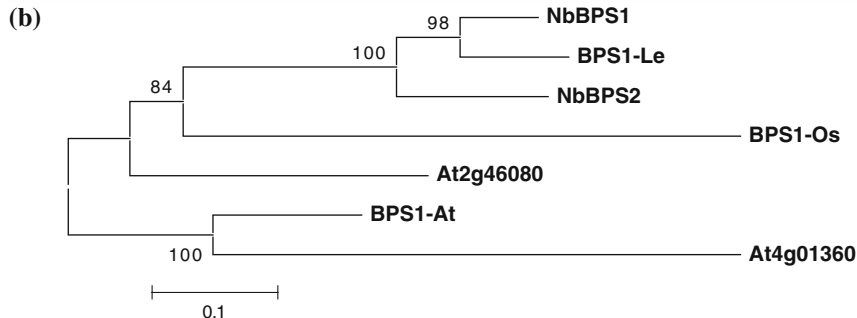 (b)
NbBPS1
98
BPS1-Le
100
NbBPS2
84
BPS1-Os
At2g46080
BPS1-At
100
At4g01360
0.1